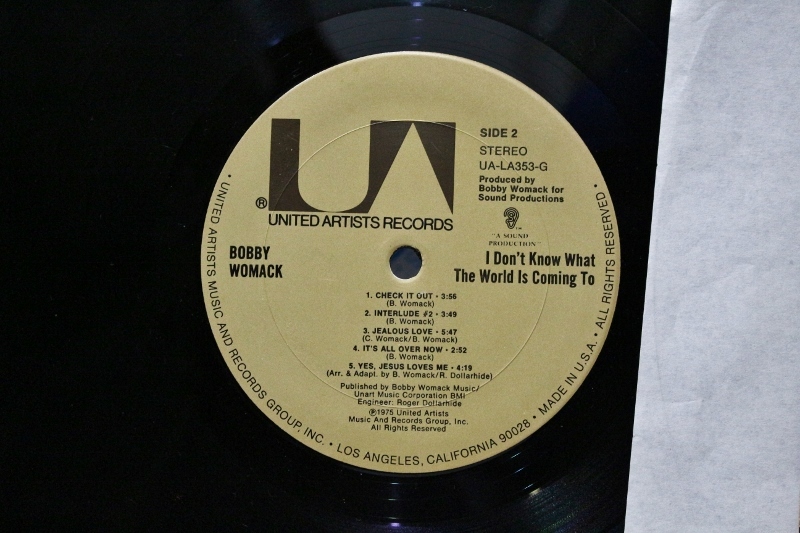 UA
®
UNITED ARTISTS RECORDS
SIDE 2
STEREO
UA-LA353-G
Produced by
Bobby Womack for
Sound Productions
TM
"A SOUND
PRODUCTION"
BOBBY
WOMACK
I Don't Know What
The World Is Coming To
1. CHECK IT OUT • 3:56
(B. Womack)
2. INTERLUDE #2 • 3:49
(B. Womack)
3. JEALOUS LOVE • 5:47
(C. Womack/B. Womack)
4. IT'S ALL OVER NOW • 2:52
(B. Womack)
5. YES, JESUS LOVES ME • 4:19
(Arr. & Adapt. by B. Womack/R. Dollarhide)
Published by Bobby Womack Music/
Unart Music Corporation BMI
Engineer: Roger Dollarhide
℗1975 United Artists
Music and Records Group, Inc.
All Rights Reserved
• UNITED ARTISTS MUSIC AND RECORDS GROUP, INC. • LOS ANGELES, CALIFORNIA 90028 • MADE IN U.S.A. • ALL RIGHTS RESERVED •